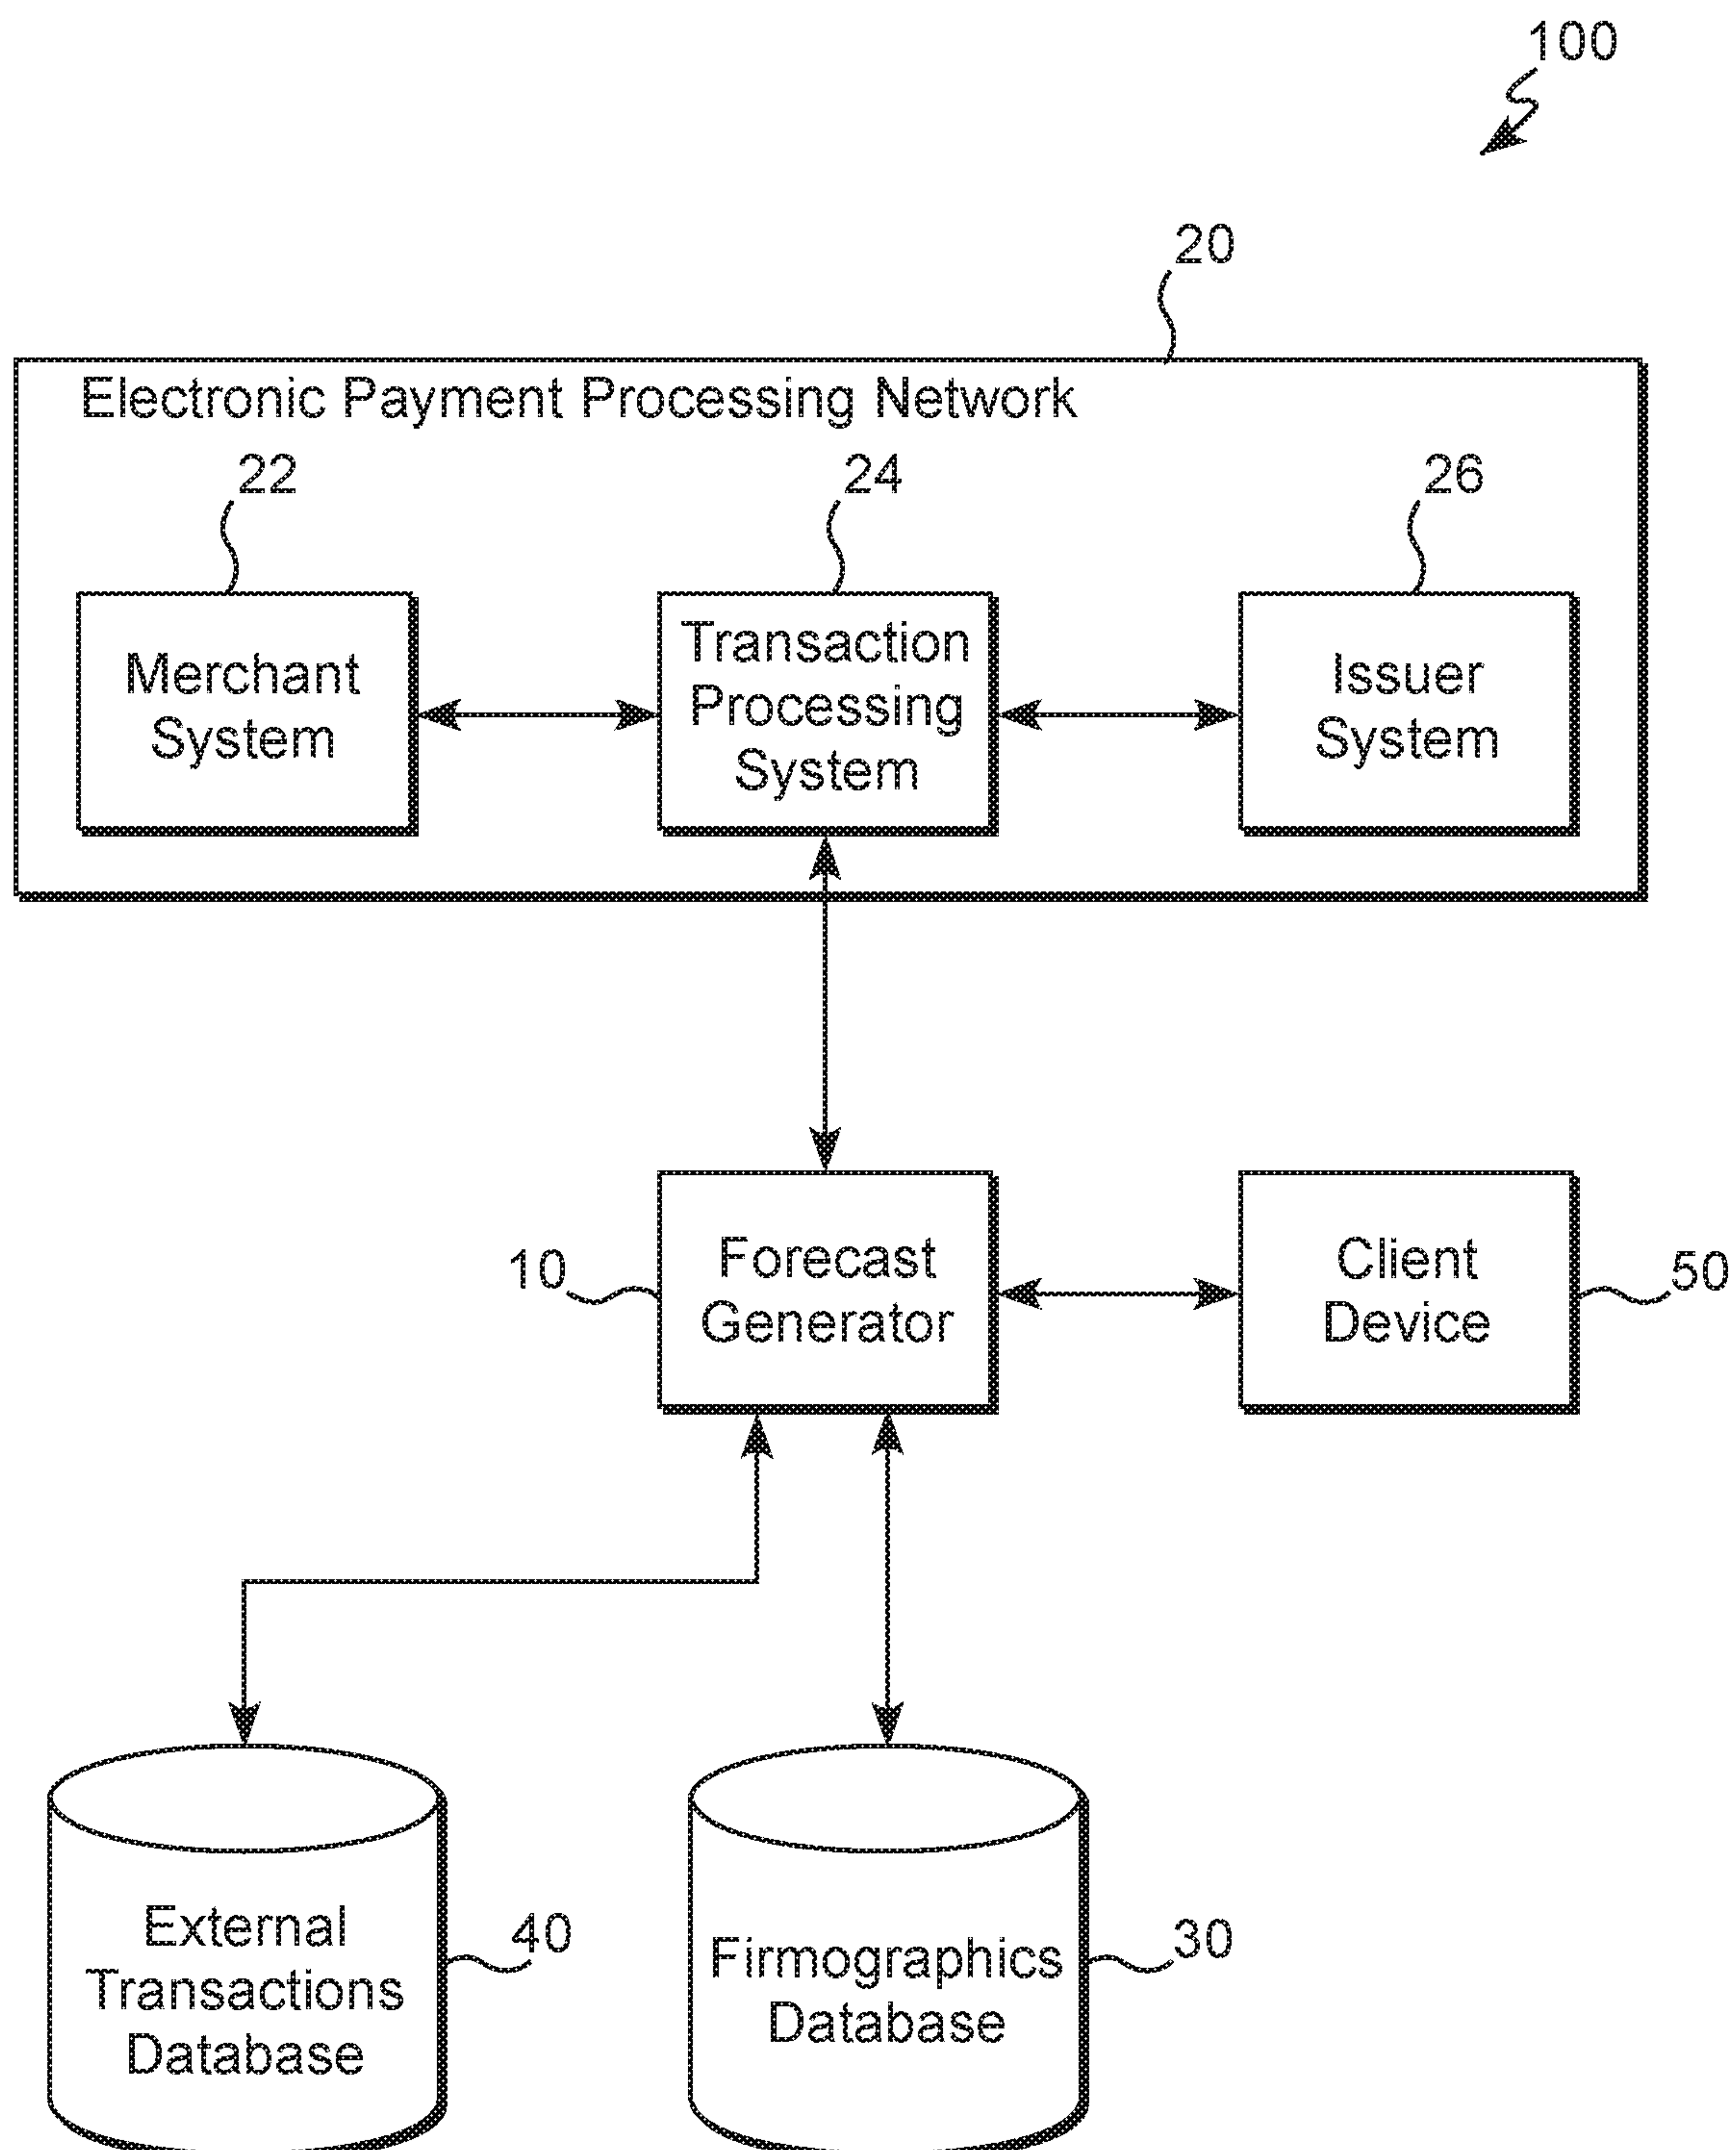 100
20
Electronic Payment Processing Network
22
24
26
Merchant
System
Transaction
Processing
System
Issuer
System
10
Forecast
Generator
Client
Device
50
External
Transactions
Database
40
Firmographics
Database
30